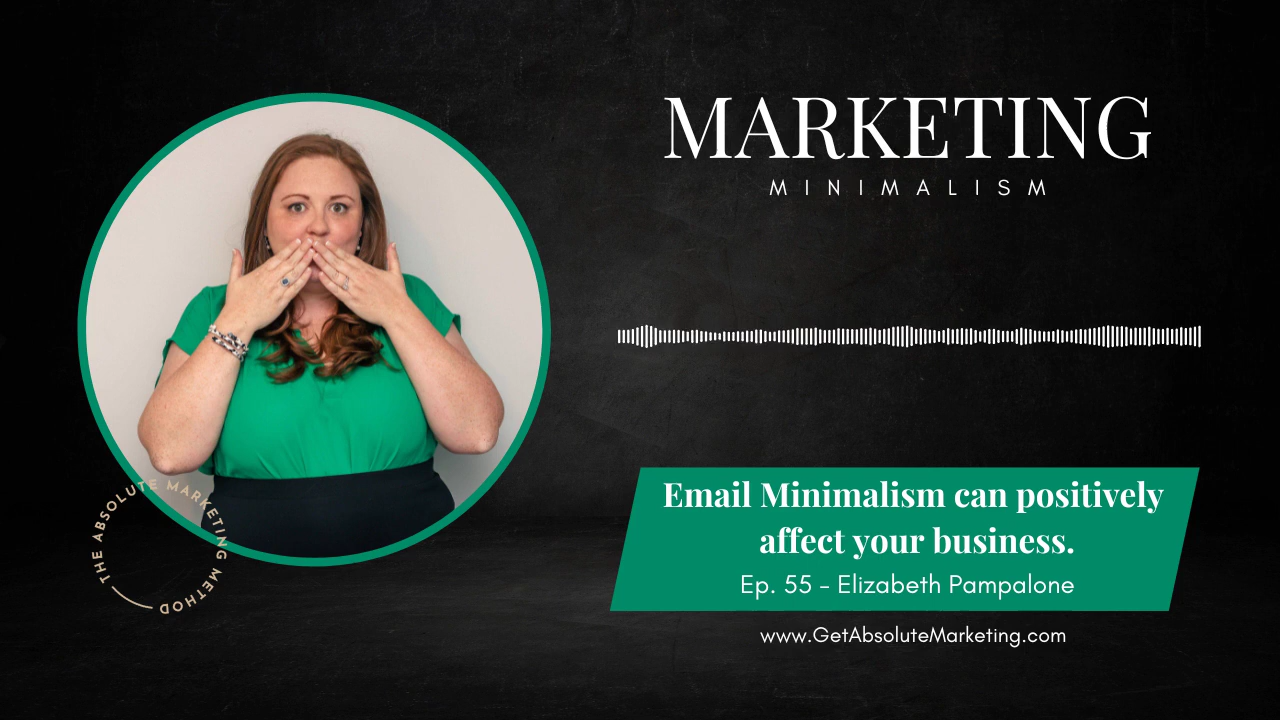 MARKETING
MINIMALISM
THE ABSOLUTE MARKETING METHOD
Email Minimalism can positively
affect your business.
Ep. 55 – Elizabeth Pampalone
www.GetAbsoluteMarketing.com